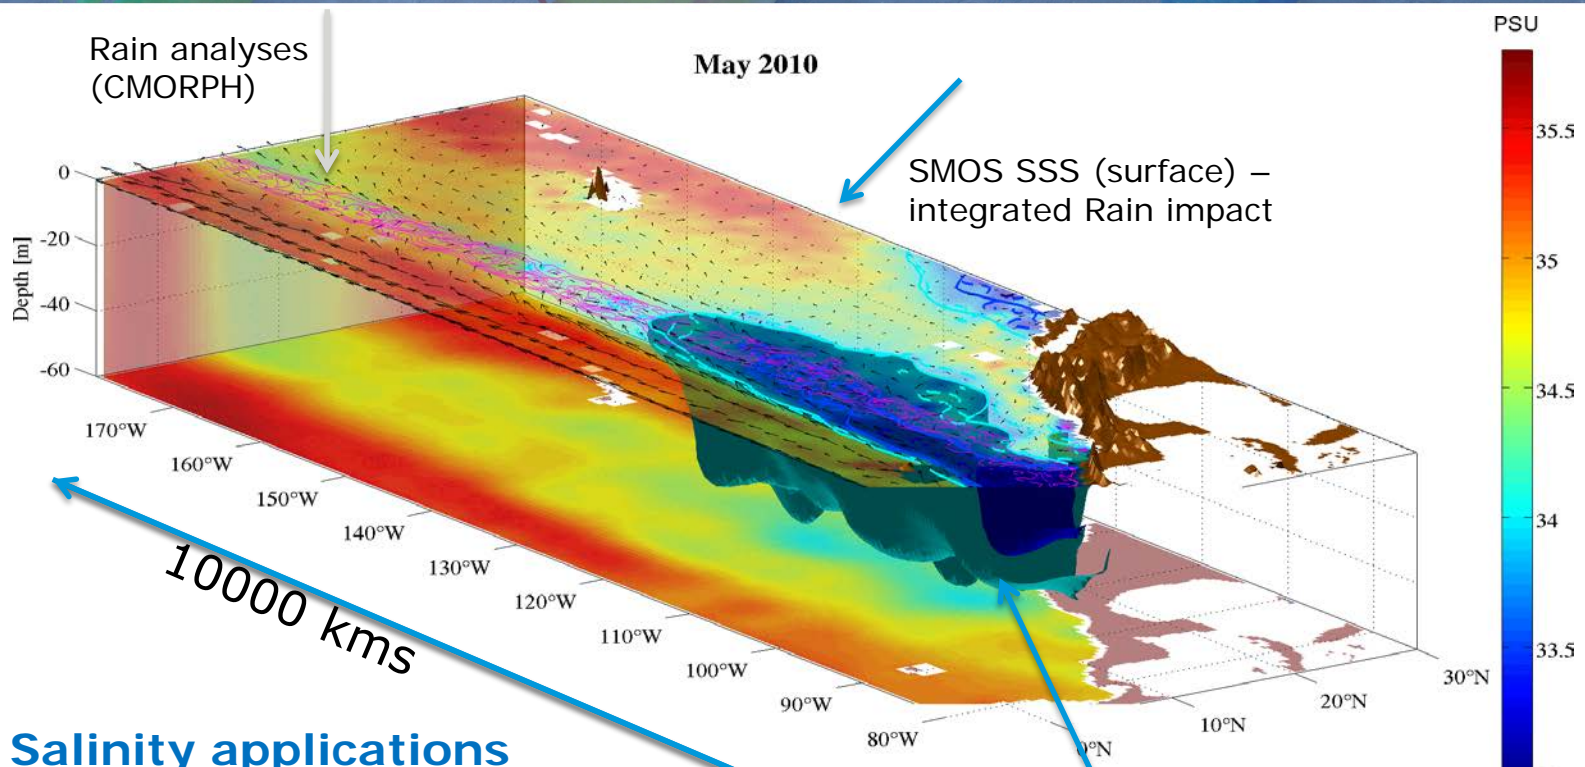 PSU
Rain analyses
(CMORPH)
May 2010
35.5
SMOS SSS (surface) –
integrated Rain impact
0
-20
-40
-60
Depth [m]
35
34.5
34
33.5
170°W
160°W
150°W
140°W
130°W
120°W
110°W
100°W
90°W
80°W
0°N
10°N
20°N
30°N
10000 kms
Salinity applications